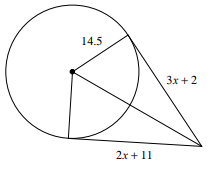 14.5
3x + 2
2x + 11